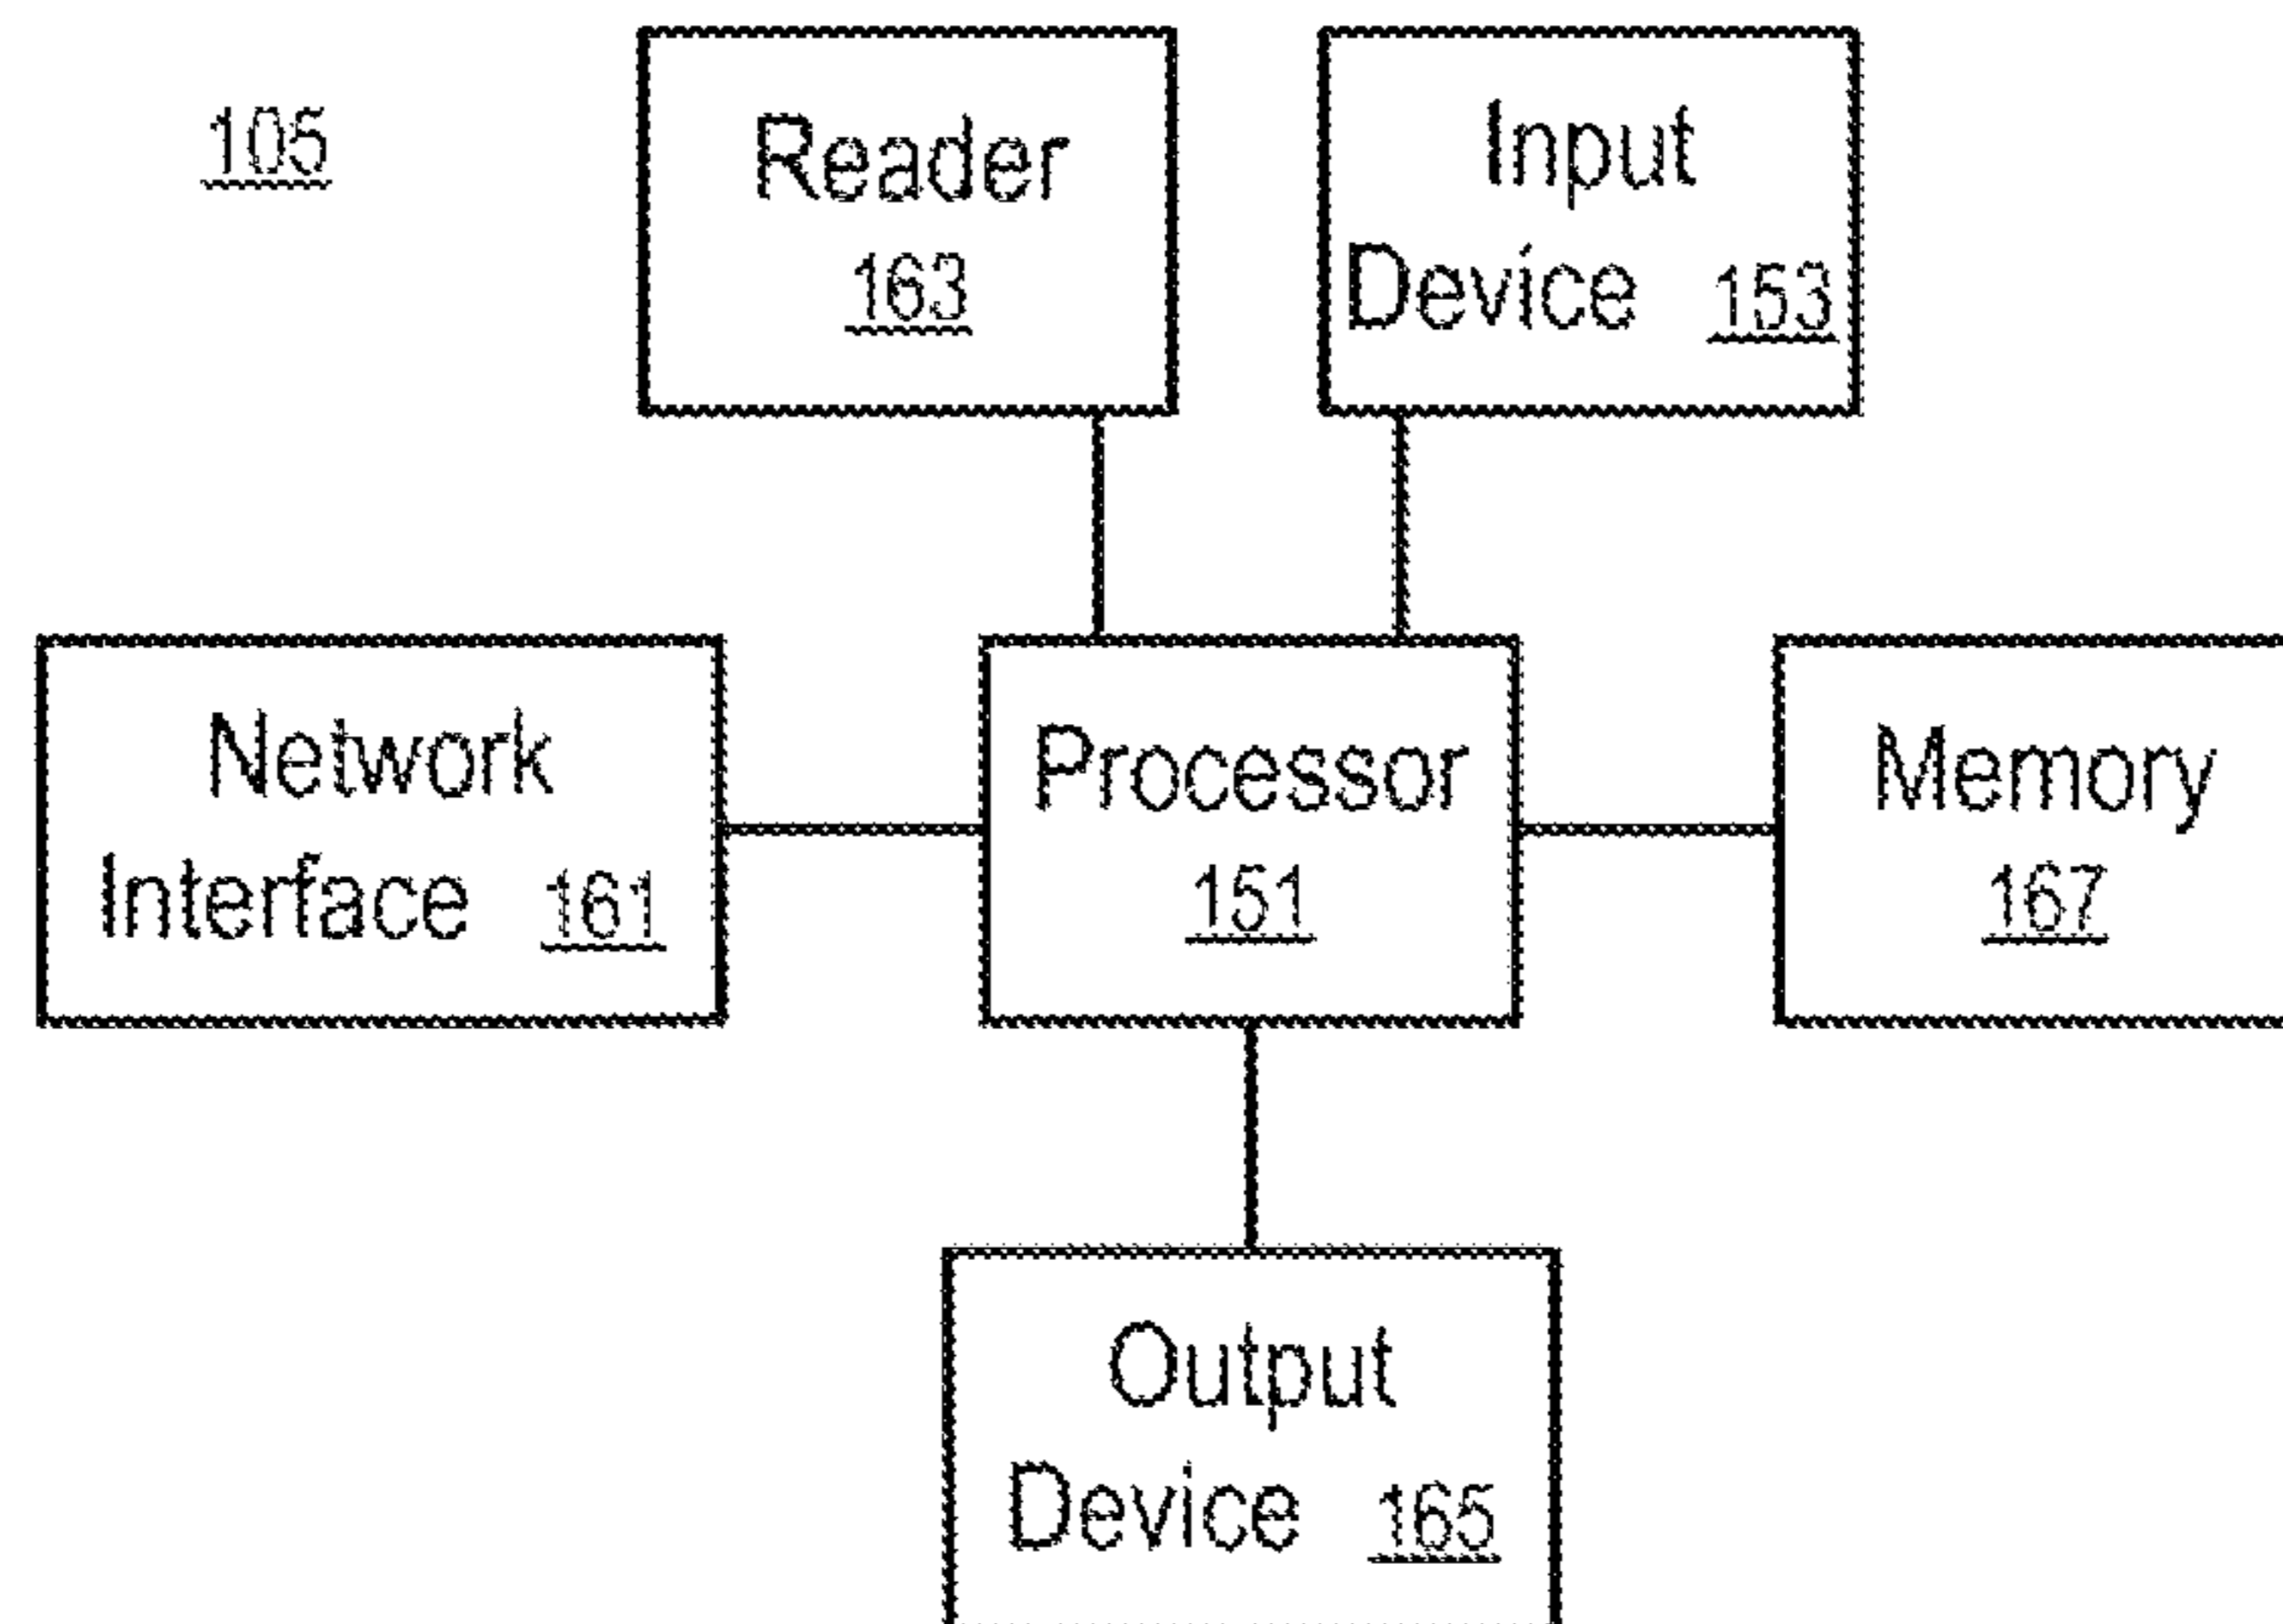 105
Reader
163
Input
Device 153
Network
Interface 161
Processor
151
Memory
167
Output
Device 165